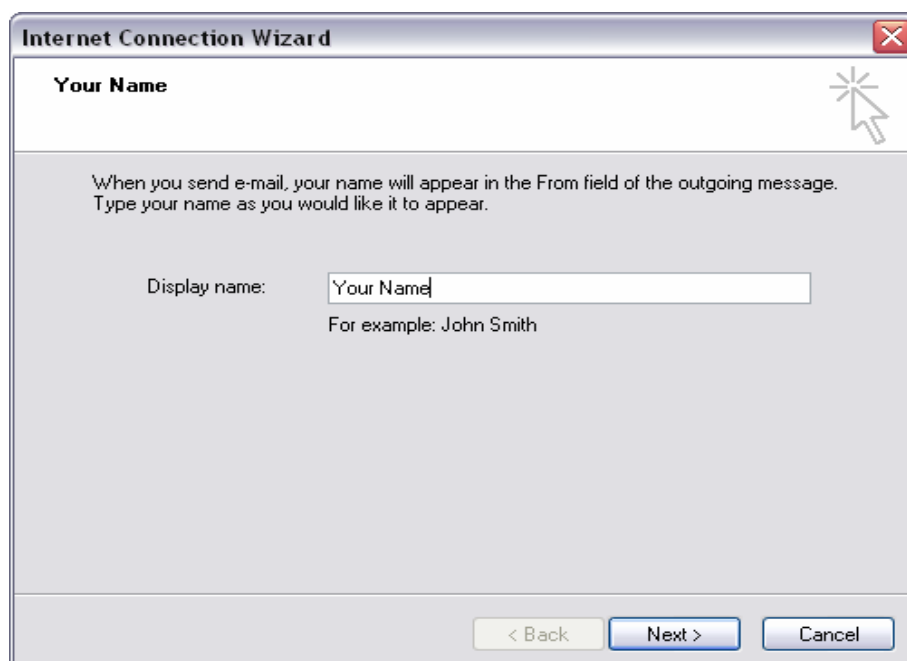 Internet Connection Wizard
Your Name
When you send e-mail, your name will appear in the From field of the outgoing message.
Type your name as you would like it to appear.
Display name: Your Name
For example: John Smith
< Back Next > Cancel